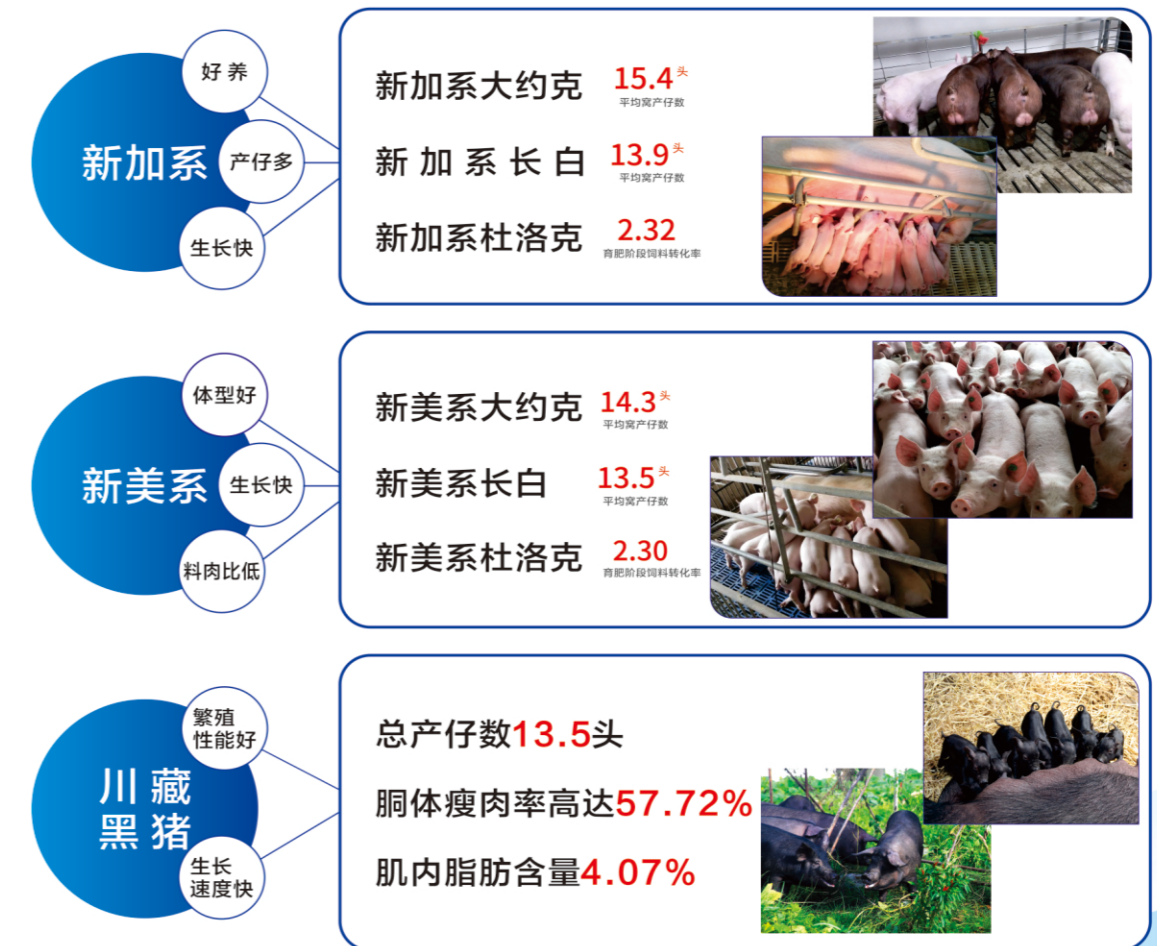 新加系
好养
产仔多
生长快
新加系大约克
15.4头
平均窝产仔数
新加系长白
13.9头
平均窝产仔数
新加系杜洛克
2.32
育肥阶段饲料转化率
新美系
体型好
生长快
料肉比低
新美系大约克
14.3头
平均窝产仔数
新美系长白
13.5头
平均窝产仔数
新美系杜洛克
2.30
育肥阶段饲料转化率
川藏
黑猪
繁殖
性能好
生长
速度快
总产仔数13.5头
胴体瘦肉率高达57.72%
肌内脂肪含量4.07%